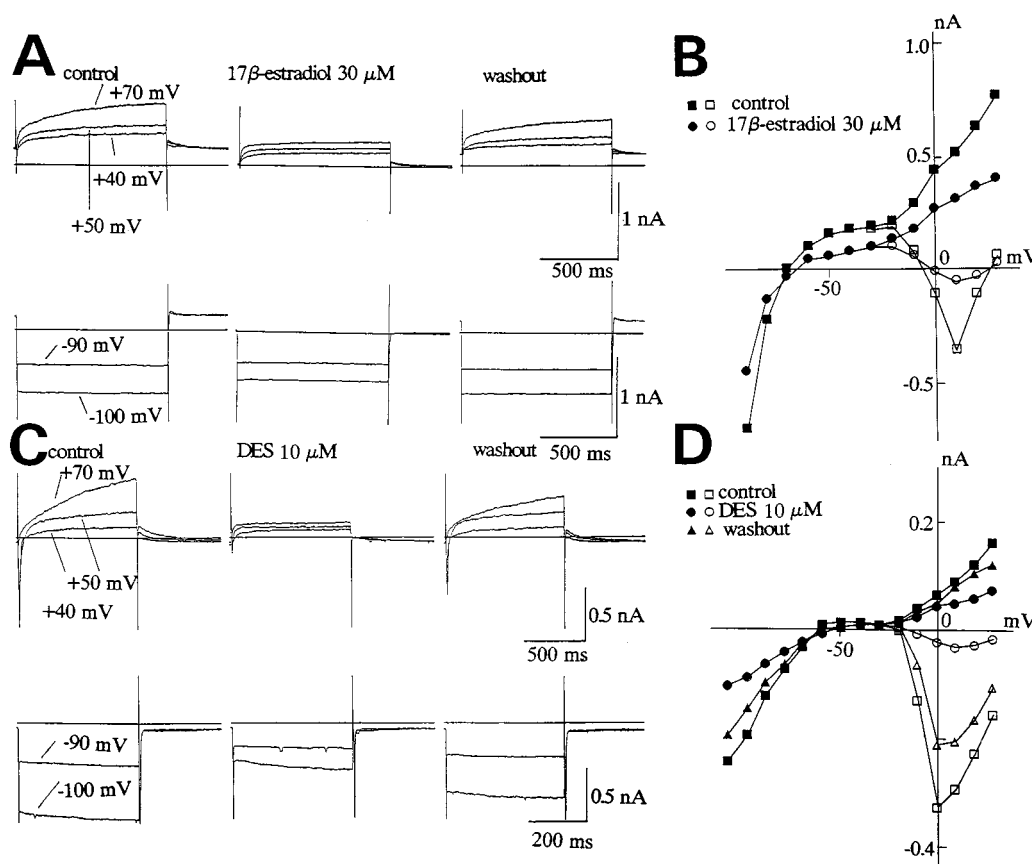 A
control
17β-estradiol 30 μM
washout
+70 mV
+40 mV
+50 mV
1 nA
500 ms
-90 mV
-100 mV
1 nA
500 ms
B
nA
1.0
■ □ control
● ○ 17β-estradiol 30 μM
0.5
0
mV
-50
-0.5
C
control
DES 10 μM
washout
+70 mV
+50 mV
+40 mV
0.5 nA
500 ms
-90 mV
-100 mV
0.5 nA
200 ms
D
nA
■ □ control
● ○ DES 10 μM
▲ △ washout
0.2
0
mV
-50
-0.4